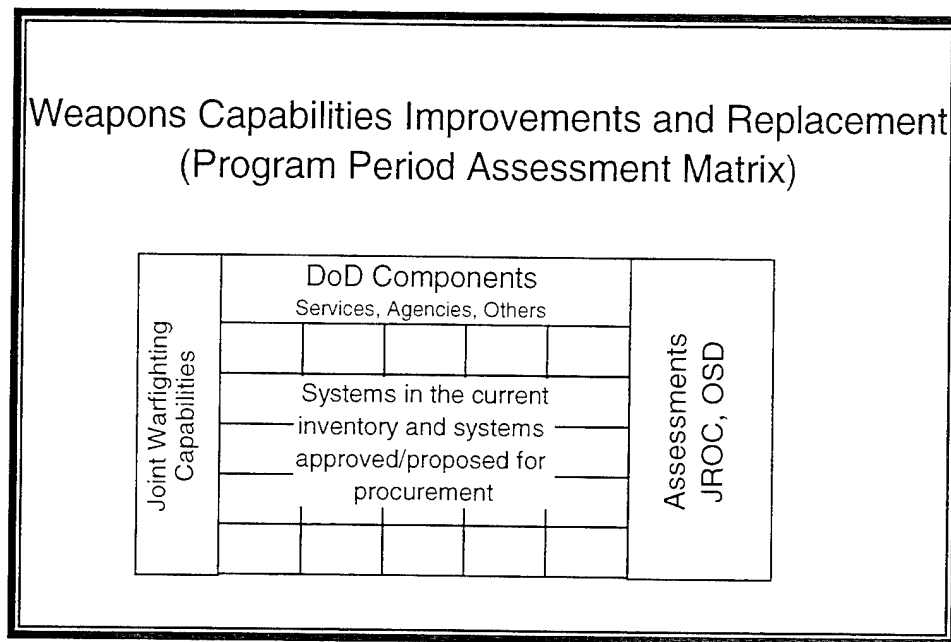 Weapons Capabilities Improvements and Replacement
(Program Period Assessment Matrix)
Joint Warfighting
Capabilities
DoD Components
Services, Agencies, Others
Systems in the current
inventory and systems
approved/proposed for
procurement
Assessments
JROC, OSD